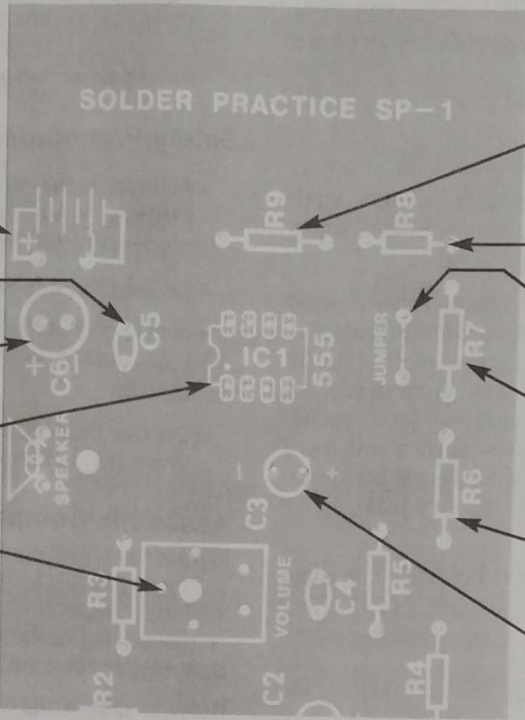 SOLDER PRACTICE SP-1
R9
R8
+
C5
IC1
555
JUMPER
R7
+
-
C6
SPEAKER
-
+
C3
R6
R3
VOLUME
C4
R5
R2
C2
R4